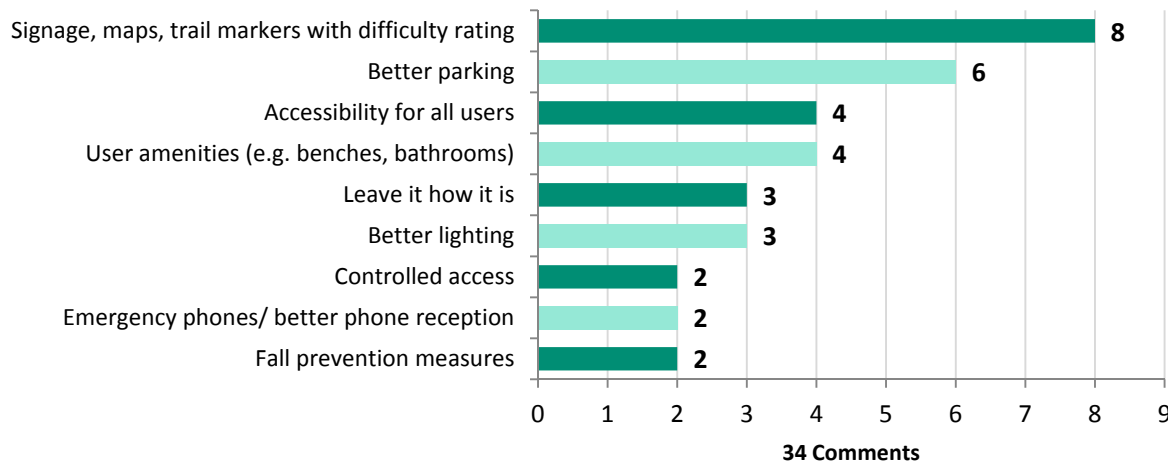 Signage, maps, trail markers with difficulty rating 8
Better parking 6
Accessibility for all users 4
User amenities (e.g. benches, bathrooms) 4
Leave it how it is 3
Better lighting 3
Controlled access 2
Emergency phones/ better phone reception 2
Fall prevention measures 2
0 1 2 3 4 5 6 7 8 9
34 Comments